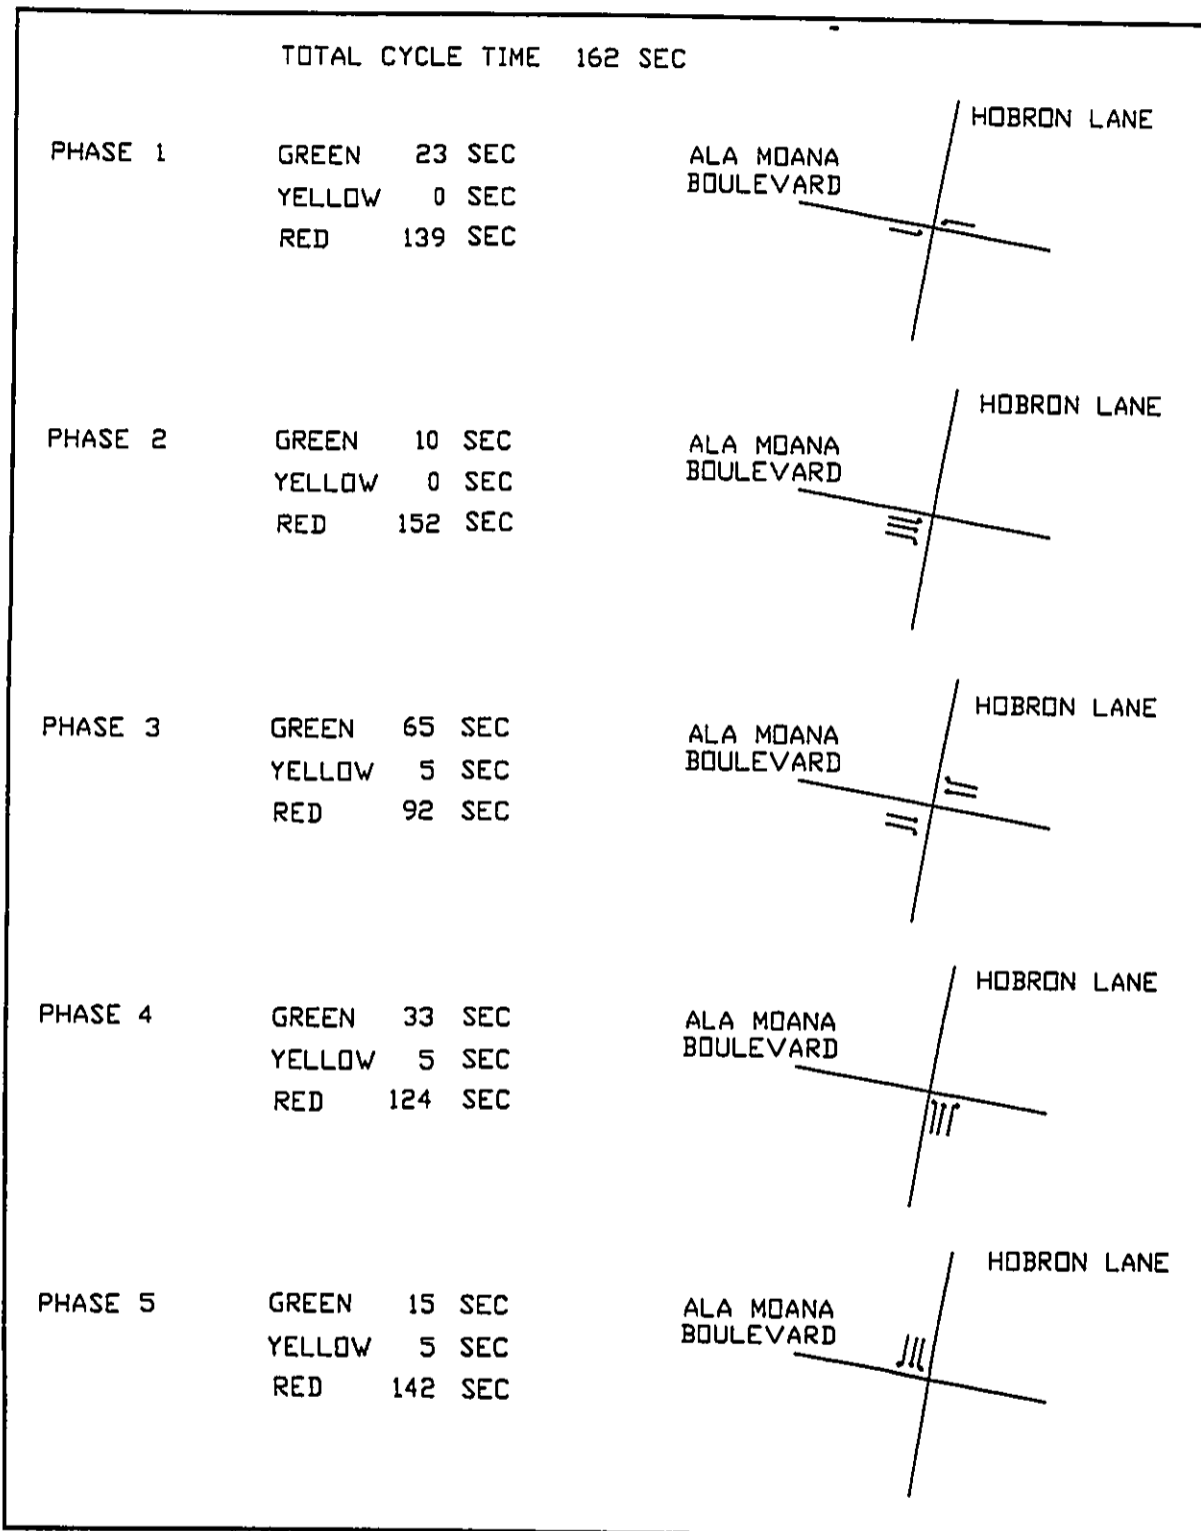 TOTAL CYCLE TIME 162 SEC
HOBRON LANE
PHASE 1 GREEN 23 SEC ALA MOANA
YELLOW 0 SEC BOULEVARD
RED 139 SEC
HOBRON LANE
PHASE 2 GREEN 10 SEC ALA MOANA
YELLOW 0 SEC BOULEVARD
RED 152 SEC
HOBRON LANE
PHASE 3 GREEN 65 SEC ALA MOANA
YELLOW 5 SEC BOULEVARD
RED 92 SEC
HOBRON LANE
PHASE 4 GREEN 33 SEC ALA MOANA
YELLOW 5 SEC BOULEVARD
RED 124 SEC
HOBRON LANE
PHASE 5 GREEN 15 SEC ALA MOANA
YELLOW 5 SEC BOULEVARD
RED 142 SEC